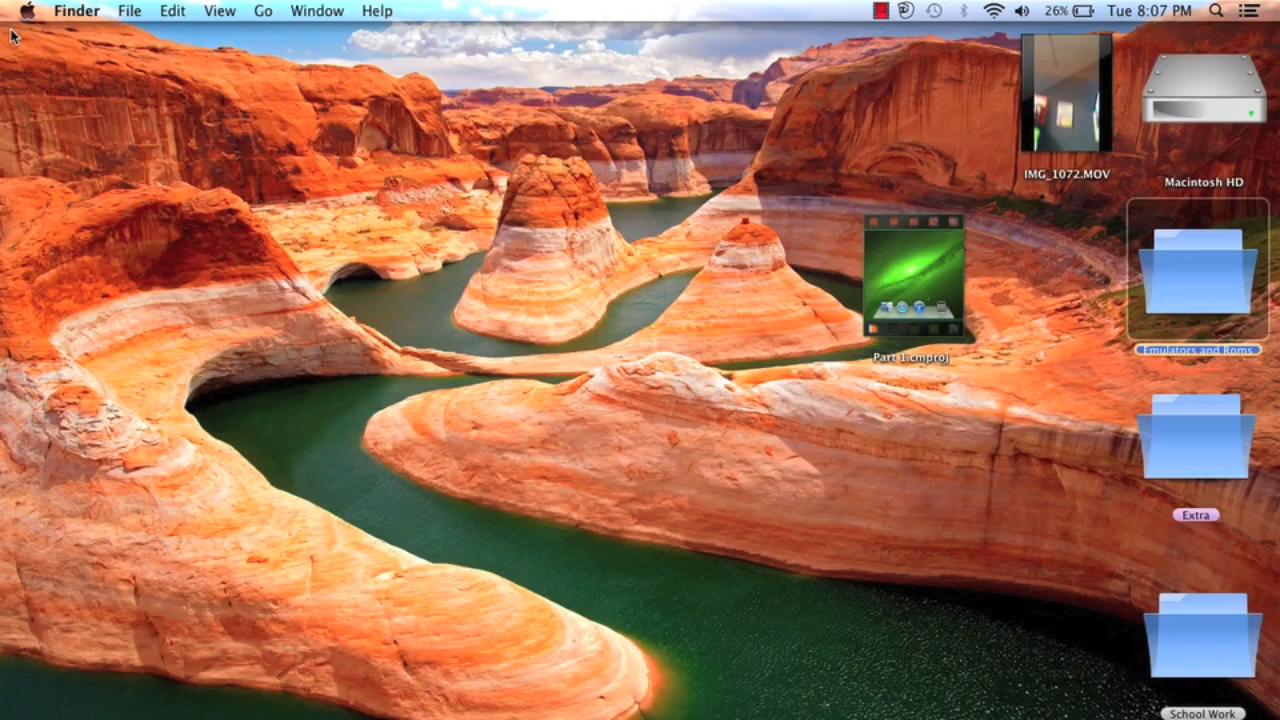 Finder File Edit View Go Window Help 26% Tue 8:07 PM
IMG_1072.MOV
Macintosh HD
Emulators and Roms
Part 1.cmproj
Extra
School Work